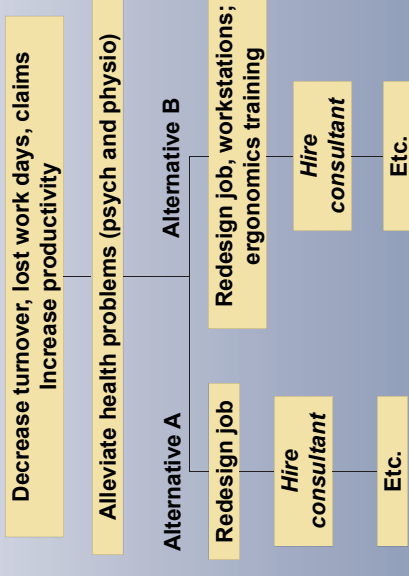 Decrease turnover, lost work days, claims
Increase productivity
Alleviate health problems (psych and physio)
Alternative A
Redesign job
Hire
consultant
Etc.
Alternative B
Redesign job, workstations;
ergonomics training
Hire
consultant
Etc.